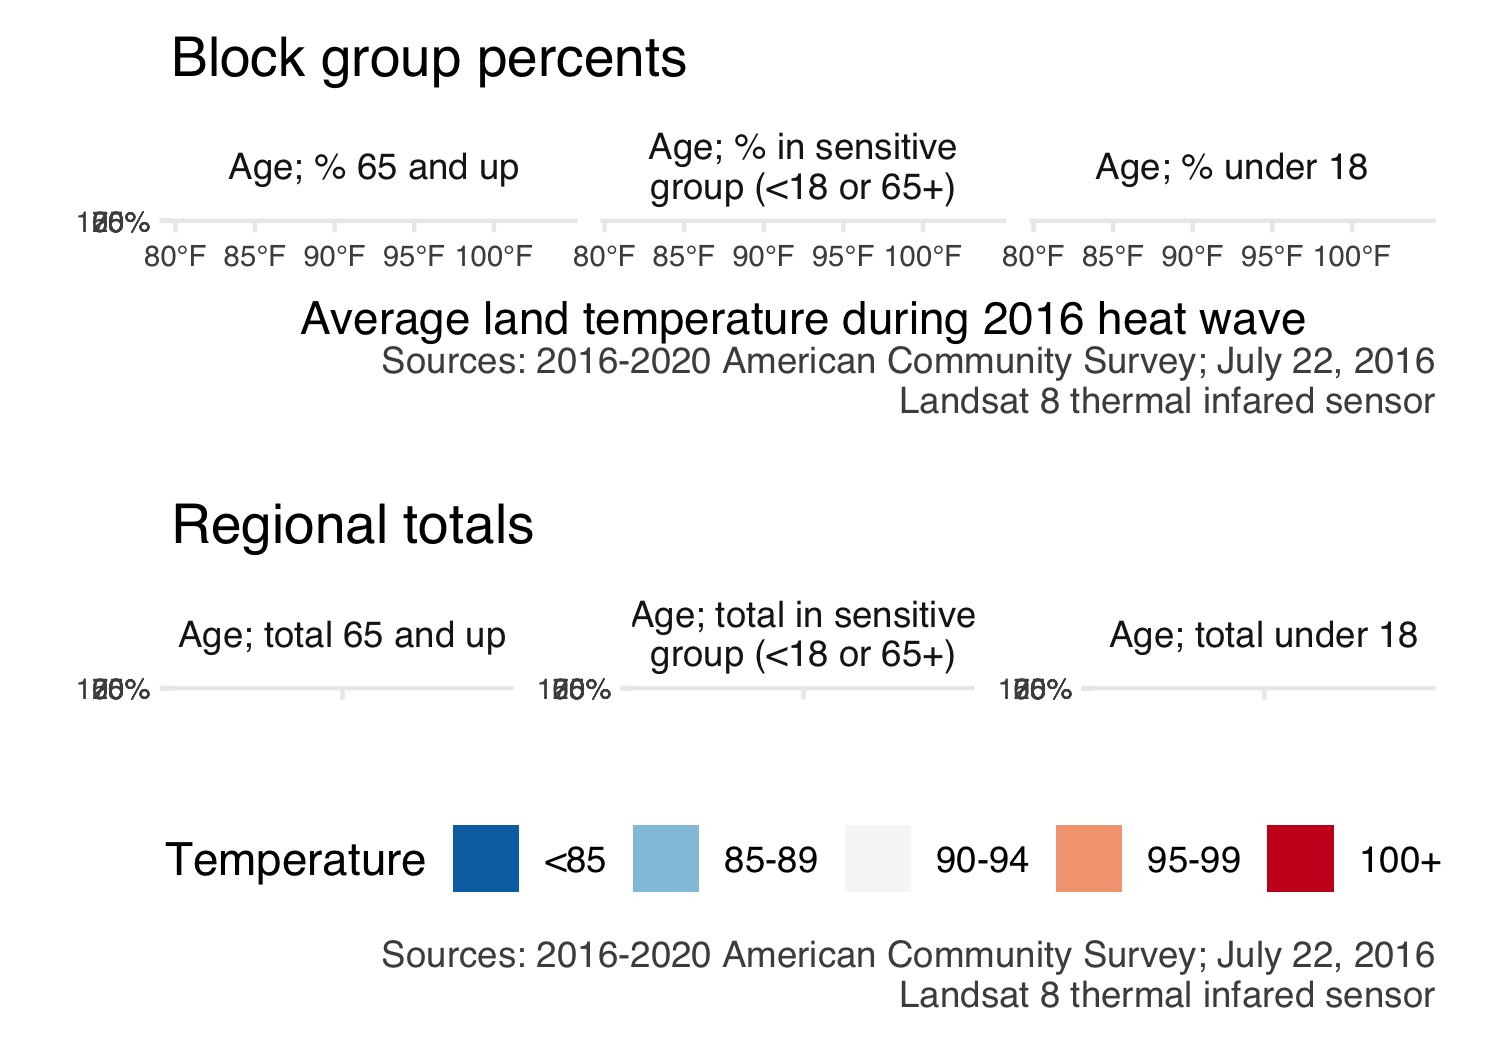 Block group percents
Age; % 65 and up
Age; % in sensitive
group (<18 or 65+)
Age; % under 18
80°F 85°F 90°F 95°F 100°F 80°F 85°F 90°F 95°F 100°F 80°F 85°F 90°F 95°F 100°F
Average land temperature during 2016 heat wave
Sources: 2016-2020 American Community Survey; July 22, 2016
Landsat 8 thermal infared sensor
Regional totals
Age; total 65 and up
Age; total in sensitive
group (<18 or 65+)
Age; total under 18
Temperature <85 85-89 90-94 95-99 100+
Sources: 2016-2020 American Community Survey; July 22, 2016
Landsat 8 thermal infared sensor